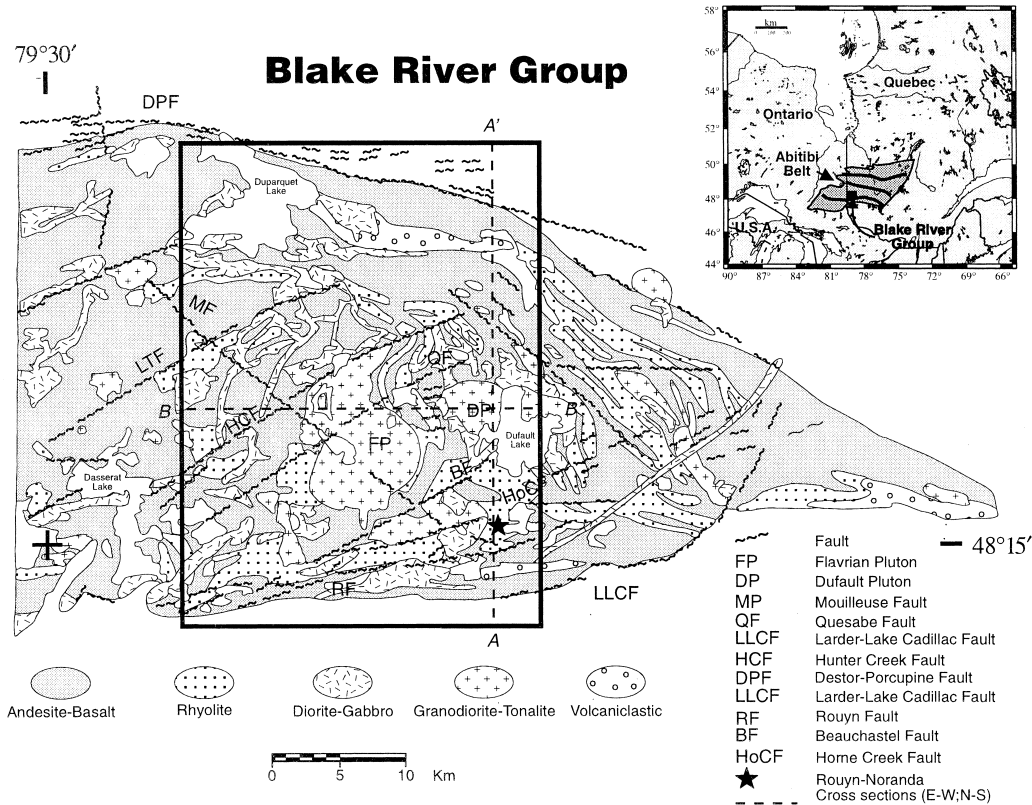 79°30′
Blake River Group
DPF
A'
Duparquet
Lake
MF
LTF
QF
B
HCF
DP
B'
FP
Dufault
Lake
BF
Dasserat
Lake
HoC
RF
LLCF
A
58°
56°
54°
52°
50°
48°
46°
44°
km
Quebec
Ontario
Abitibi
Belt
U.S.A.
Blake River
Group
90° 87° 84° 81° 78° 75° 72° 69° 66°
48°15′
Fault
FP Flavrian Pluton
DP Dufault Pluton
MP Mouilleuse Fault
QF Quesabe Fault
LLCF Larder-Lake Cadillac Fault
HCF Hunter Creek Fault
DPF Destor-Porcupine Fault
LLCF Larder-Lake Cadillac Fault
RF Rouyn Fault
BF Beauchastel Fault
HoCF Horne Creek Fault
Rouyn-Noranda
Cross sections (E-W;N-S)
Andesite-Basalt Rhyolite Diorite-Gabbro Granodiorite-Tonalite Volcaniclastic
0 5 10 Km